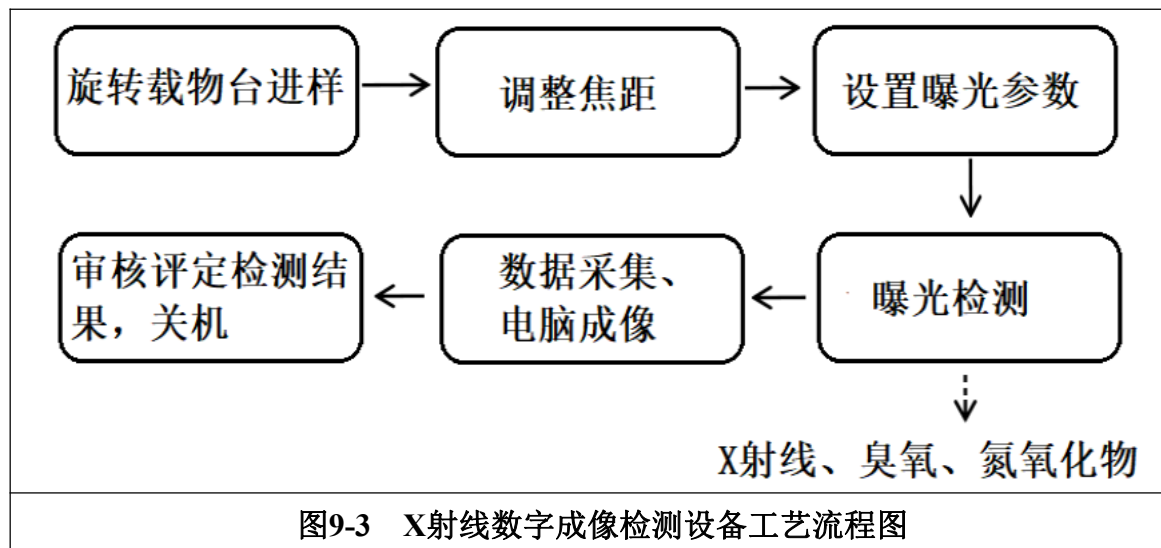 旋转载物台进样
调整焦距
设置曝光参数
审核评定检测结
果，关机
数据采集、
电脑成像
曝光检测
X射线、臭氧、氮氧化物
图9-3 X射线数字成像检测设备工艺流程图